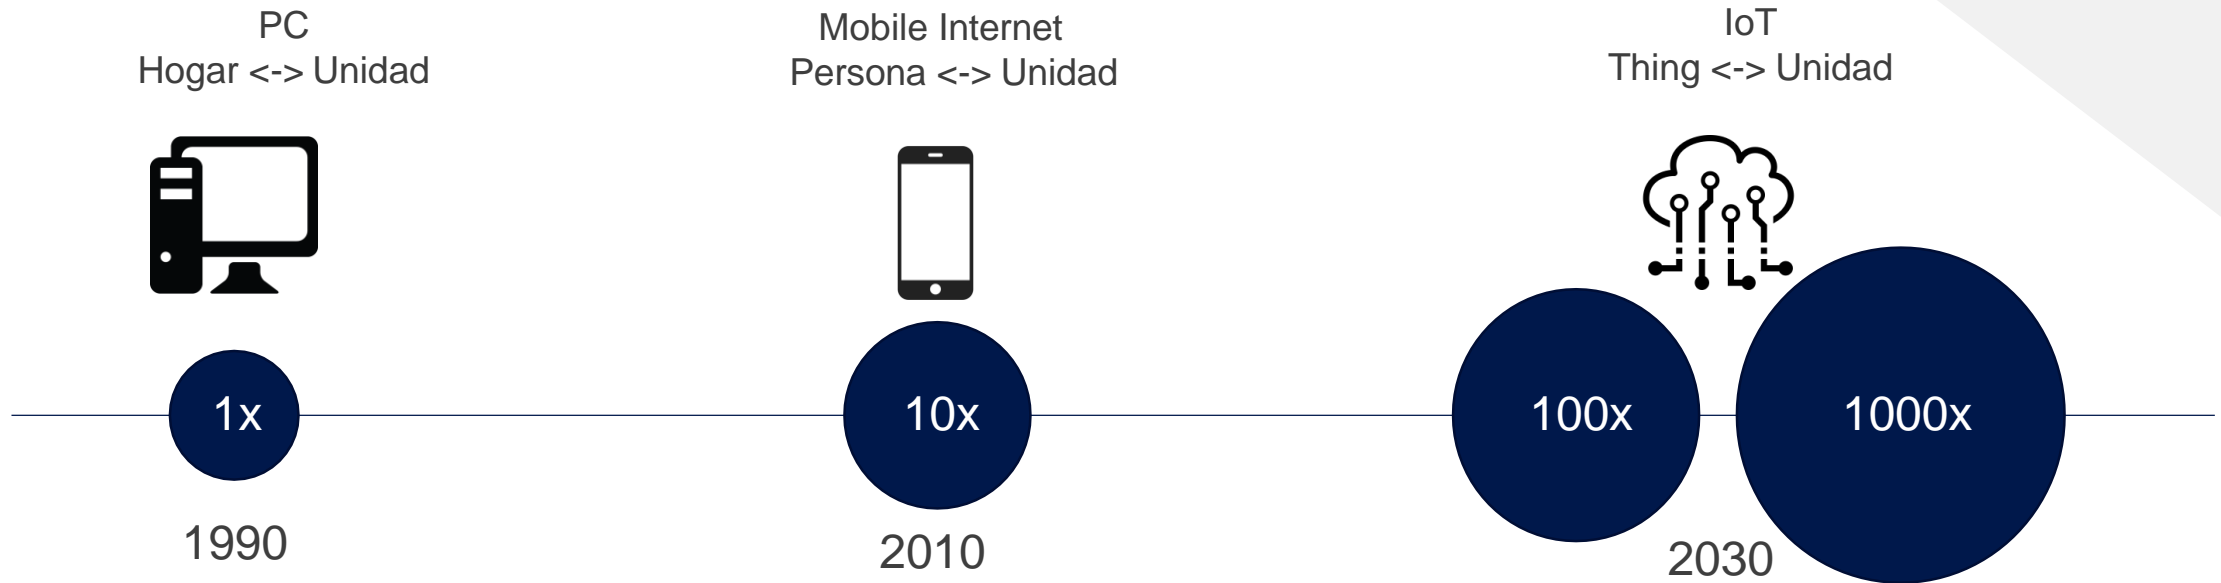 PC
Hogar <-> Unidad
Mobile Internet
Persona <-> Unidad
IoT
Thing <-> Unidad
1x
10x
100x
1000x
1990
2010
2030